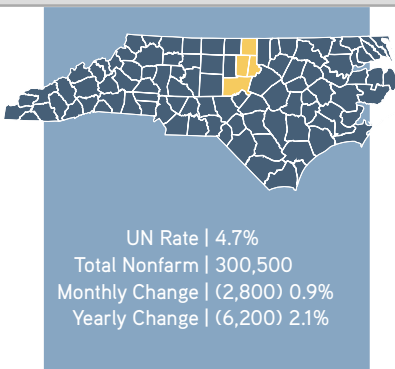 UN Rate | 4.7%
Total Nonfarm | 300,500
Monthly Change | (2,800) 0.9%
Yearly Change | (6,200) 2.1%